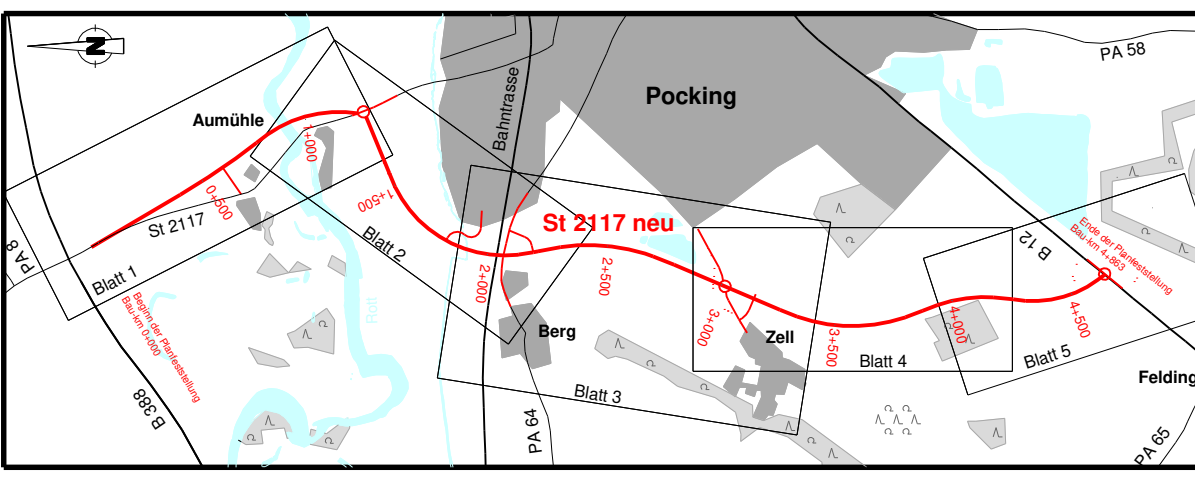 N
PA 58
Pocking
Bahntrasse
Aumühle
1+000
0+500
1+500
St 2117
St 2117 neu
PA 8
Blatt 1
Blatt 2
B 12
Ende der Planfeststellung
Bau-km 4+863
2+000
2+500
Beginn der Planfeststellung
Bau-km 0+000
Rott
Berg
3+000
Zell
3+500
4+000
4+500
Blatt 4
Blatt 5
Felding
Blatt 3
B 388
PA 64
PA 65